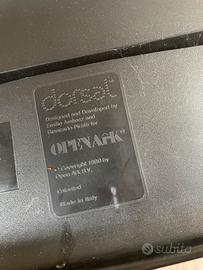 dorsal
Designed and Developed by
Emilio Ambasz and
Giancarlo Piretti for
OPENARK
© Copyright 1980 by
Open Ark B.V.
Patented
Made in Italy
subito